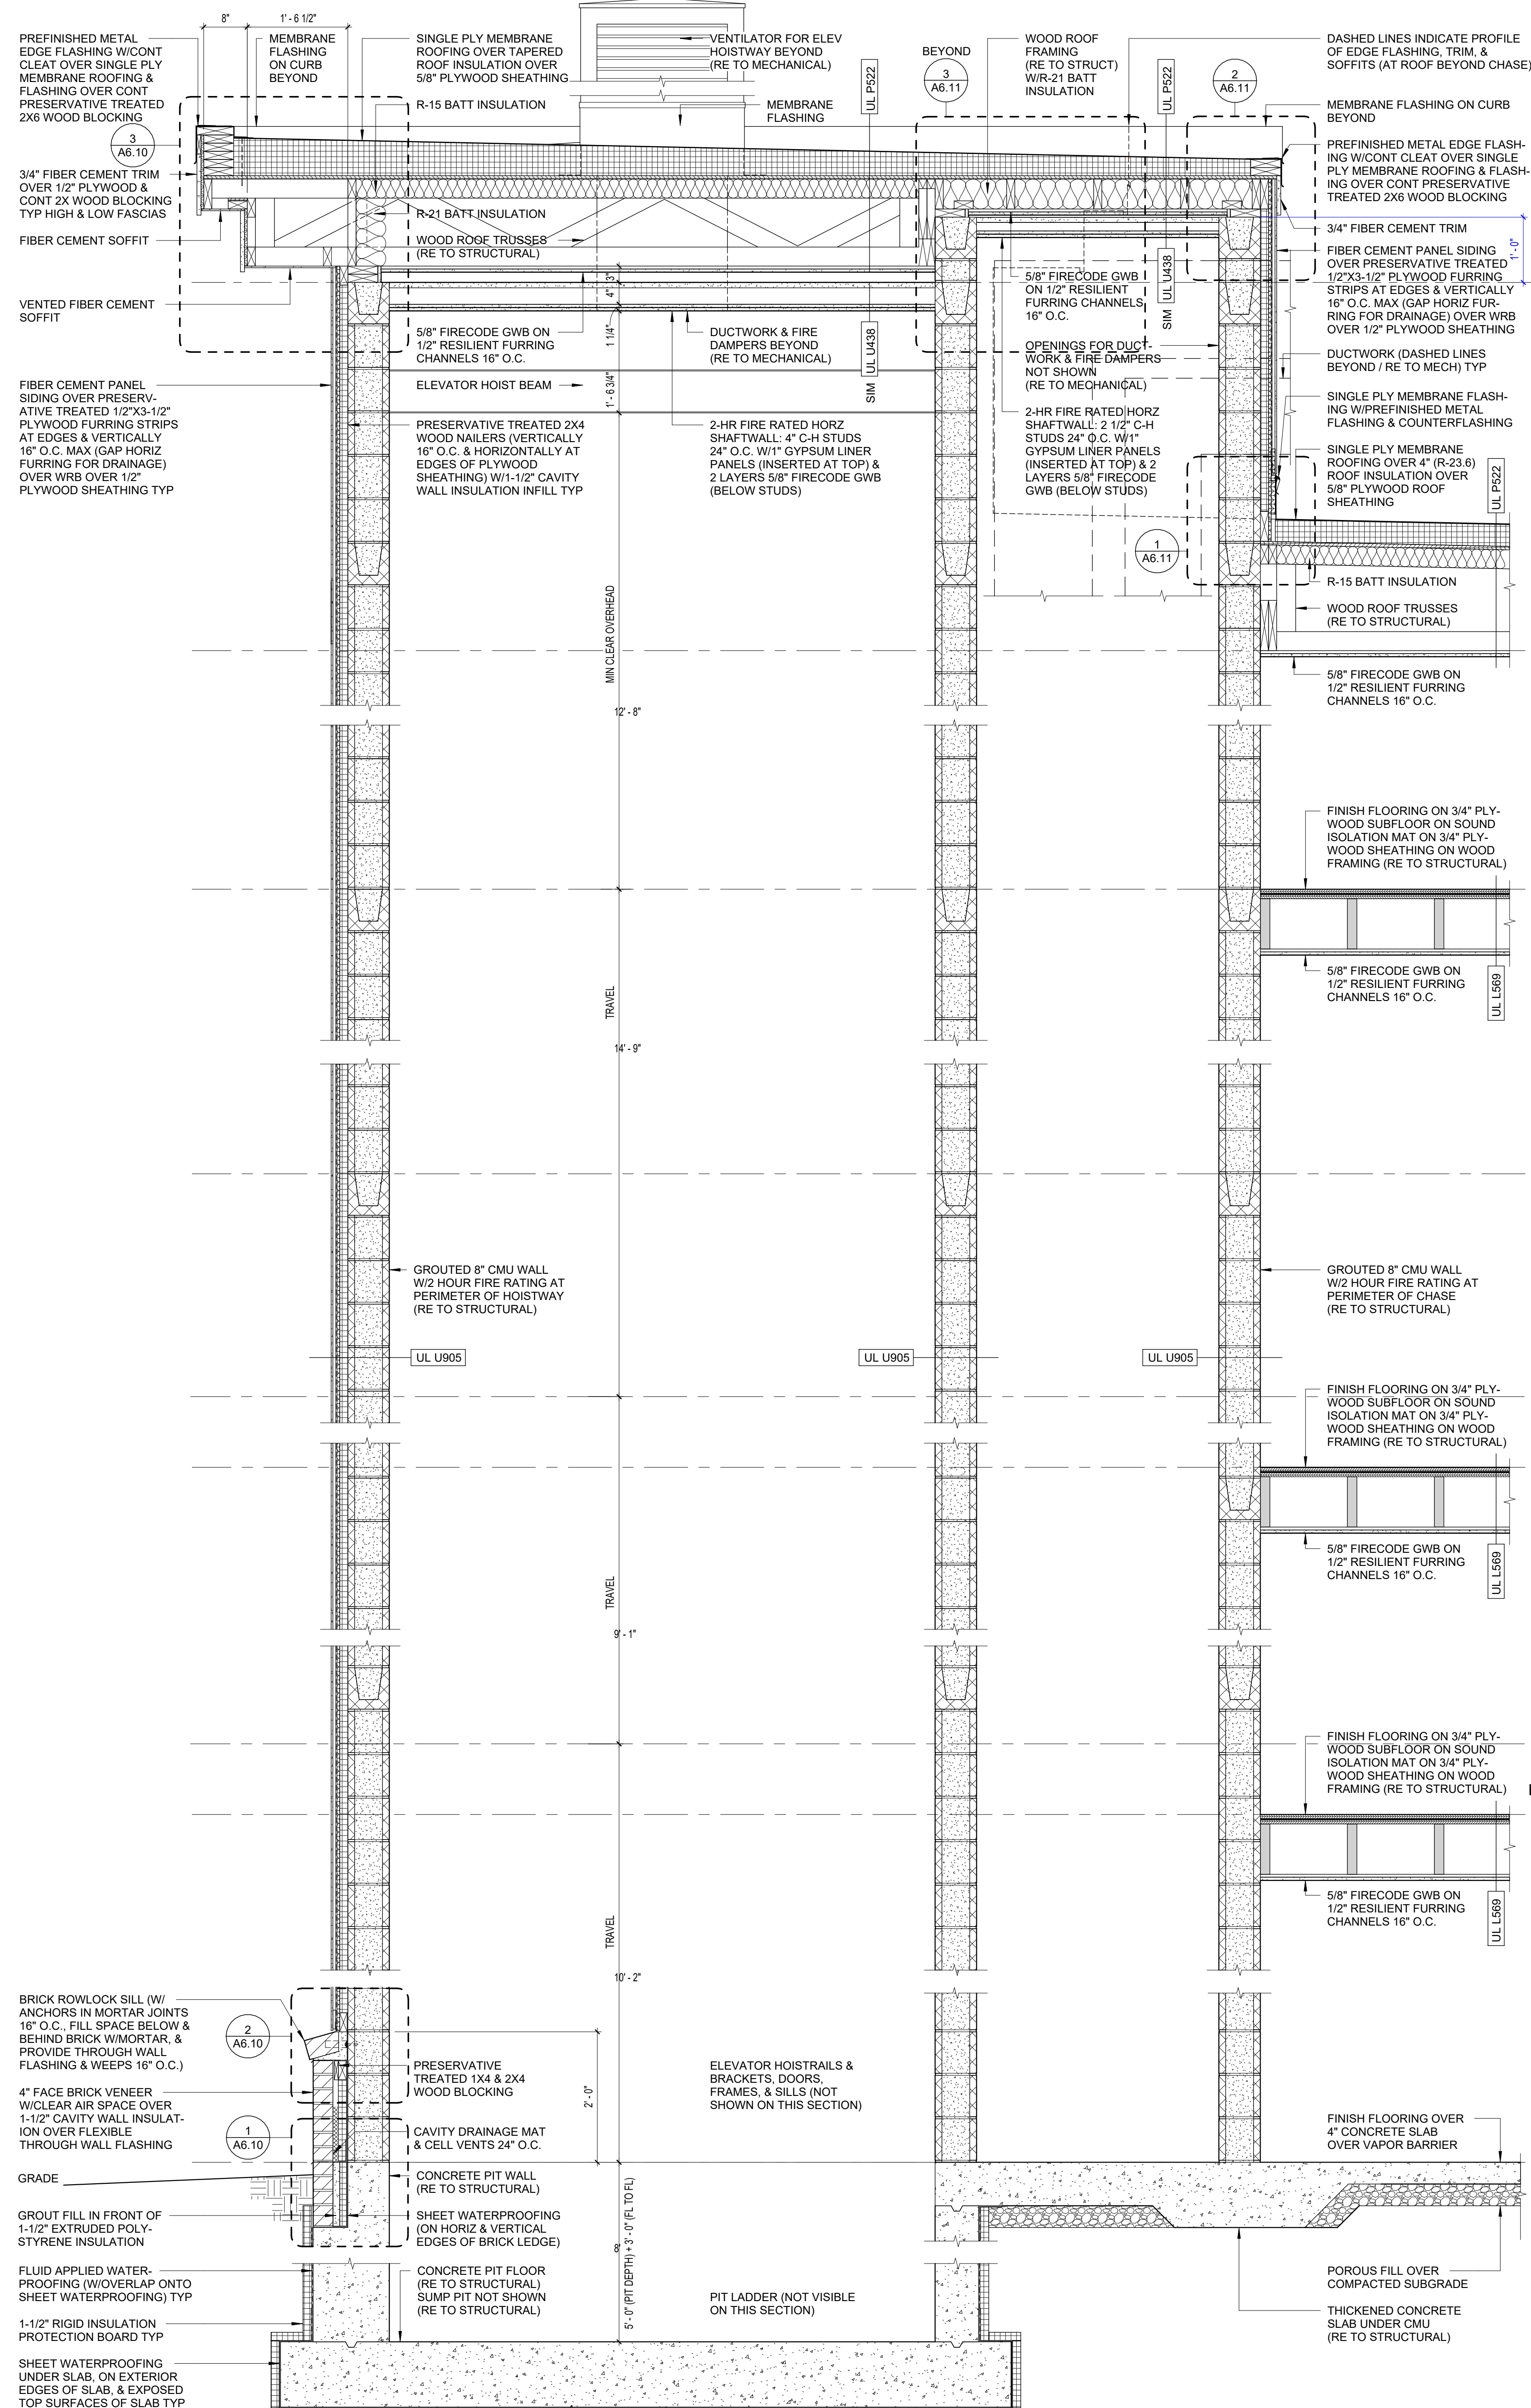 8"
1' - 6 1/2"
PREFINISHED METAL
EDGE FLASHING W/CONT
CLEAT OVER SINGLE PLY
MEMBRANE ROOFING &
FLASHING OVER CONT
PRESERVATIVE TREATED
2X6 WOOD BLOCKING
MEMBRANE
FLASHING
ON CURB
BEYOND
SINGLE PLY MEMBRANE
ROOFING OVER TAPERED
ROOF INSULATION OVER
5/8" PLYWOOD SHEATHING
R-15 BATT INSULATION
VENTILATOR FOR ELEV
HOISTWAY BEYOND
(RE TO MECHANICAL)
MEMBRANE
FLASHING
UL P522
BEYOND
3
A6.11
WOOD ROOF
FRAMING
(RE TO STRUCT)
W/R-21 BATT
INSULATION
UL P522
2
A6.11
DASHED LINES INDICATE PROFILE
OF EDGE FLASHING, TRIM, &
SOFFITS (AT ROOF BEYOND CHASE)
MEMBRANE FLASHING ON CURB
BEYOND
PREFINISHED METAL EDGE FLASH-
ING W/CONT CLEAT OVER SINGLE
PLY MEMBRANE ROOFING & FLASH-
ING OVER CONT PRESERVATIVE
TREATED 2X6 WOOD BLOCKING
3/4" FIBER CEMENT TRIM
1' - 0"
FIBER CEMENT PANEL SIDING
OVER PRESERVATIVE TREATED
1/2"X3-1/2" PLYWOOD FURRING
STRIPS AT EDGES & VERTICALLY
16" O.C. MAX (GAP HORIZ FUR-
RING FOR DRAINAGE) OVER WRB
OVER 1/2" PLYWOOD SHEATHING
DUCTWORK (DASHED LINES
BEYOND / RE TO MECH) TYP
SINGLE PLY MEMBRANE FLASH-
ING W/PREFINISHED METAL
FLASHING & COUNTERFLASHING
SINGLE PLY MEMBRANE
ROOFING OVER 4" (R-23.6)
ROOF INSULATION OVER
5/8" PLYWOOD ROOF
SHEATHING
UL P522
3
A6.10
3/4" FIBER CEMENT TRIM
OVER 1/2" PLYWOOD &
CONT 2X WOOD BLOCKING
TYP HIGH & LOW FASCIAS
FIBER CEMENT SOFFIT
VENTED FIBER CEMENT
SOFFIT
FIBER CEMENT PANEL
SIDING OVER PRESERV-
ATIVE TREATED 1/2"X3-1/2"
PLYWOOD FURRING STRIPS
AT EDGES & VERTICALLY
16" O.C. MAX (GAP HORIZ
FURRING FOR DRAINAGE)
OVER WRB OVER 1/2"
PLYWOOD SHEATHING TYP
R-21 BATT INSULATION
WOOD ROOF TRUSSES
(RE TO STRUCTURAL)
5/8" FIRECODE GWB ON
1/2" RESILIENT FURRING
CHANNELS 16" O.C.
ELEVATOR HOIST BEAM
PRESERVATIVE TREATED 2X4
WOOD NAILERS (VERTICALLY
16" O.C. & HORIZONTALLY AT
EDGES OF PLYWOOD
SHEATHING) W/1-1/2" CAVITY
WALL INSULATION INFILL TYP
3"
4"
1 1/4"
1' - 6 3/4"
DUCTWORK & FIRE
DAMPERS BEYOND
(RE TO MECHANICAL)
2-HR FIRE RATED HORZ
SHAFTWALL: 4" C-H STUDS
24" O.C. W/1" GYPSUM LINER
PANELS (INSERTED AT TOP) &
2 LAYERS 5/8" FIRECODE GWB
(BELOW STUDS)
SIM UL U438
5/8" FIRECODE GWB
ON 1/2" RESILIENT
FURRING CHANNELS
16" O.C.
SIM UL U438
OPENINGS FOR DUCT-
WORK & FIRE DAMPERS
NOT SHOWN
(RE TO MECHANICAL)
2-HR FIRE RATED HORZ
SHAFTWALL: 2 1/2" C-H
STUDS 24" O.C. W/1"
GYPSUM LINER PANELS
(INSERTED AT TOP) & 2
LAYERS 5/8" FIRECODE
GWB (BELOW STUDS)
1
A6.11
R-15 BATT INSULATION
WOOD ROOF TRUSSES
(RE TO STRUCTURAL)
5/8" FIRECODE GWB ON
1/2" RESILIENT FURRING
CHANNELS 16" O.C.
MIN CLEAR OVERHEAD
12' - 8"
FINISH FLOORING ON 3/4" PLY-
WOOD SUBFLOOR ON SOUND
ISOLATION MAT ON 3/4" PLY-
WOOD SHEATHING ON WOOD
FRAMING (RE TO STRUCTURAL)
5/8" FIRECODE GWB ON
1/2" RESILIENT FURRING
CHANNELS 16" O.C.
UL L569
TRAVEL
14' - 9"
GROUTED 8" CMU WALL
W/2 HOUR FIRE RATING AT
PERIMETER OF HOISTWAY
(RE TO STRUCTURAL)
GROUTED 8" CMU WALL
W/2 HOUR FIRE RATING AT
PERIMETER OF CHASE
(RE TO STRUCTURAL)
UL U905
UL U905
UL U905
FINISH FLOORING ON 3/4" PLY-
WOOD SUBFLOOR ON SOUND
ISOLATION MAT ON 3/4" PLY-
WOOD SHEATHING ON WOOD
FRAMING (RE TO STRUCTURAL)
5/8" FIRECODE GWB ON
1/2" RESILIENT FURRING
CHANNELS 16" O.C.
UL L569
TRAVEL
9' - 1"
FINISH FLOORING ON 3/4" PLY-
WOOD SUBFLOOR ON SOUND
ISOLATION MAT ON 3/4" PLY-
WOOD SHEATHING ON WOOD
FRAMING (RE TO STRUCTURAL)
5/8" FIRECODE GWB ON
1/2" RESILIENT FURRING
CHANNELS 16" O.C.
UL L569
TRAVEL
10' - 2"
BRICK ROWLOCK SILL (W/
ANCHORS IN MORTAR JOINTS
16" O.C., FILL SPACE BELOW &
BEHIND BRICK W/MORTAR, &
PROVIDE THROUGH WALL
FLASHING & WEEPS 16" O.C.)
2
A6.10
4" FACE BRICK VENEER
W/CLEAR AIR SPACE OVER
1-1/2" CAVITY WALL INSULAT-
ION OVER FLEXIBLE
THROUGH WALL FLASHING
1
A6.10
GRADE
GROUT FILL IN FRONT OF
1-1/2" EXTRUDED POLY-
STYRENE INSULATION
FLUID APPLIED WATER-
PROOFING (W/OVERLAP ONTO
SHEET WATERPROOFING) TYP
1-1/2" RIGID INSULATION
PROTECTION BOARD TYP
SHEET WATERPROOFING
UNDER SLAB, ON EXTERIOR
EDGES OF SLAB, & EXPOSED
TOP SURFACES OF SLAB TYP
PRESERVATIVE
TREATED 1X4 & 2X4
WOOD BLOCKING
2' - 0"
CAVITY DRAINAGE MAT
& CELL VENTS 24" O.C.
CONCRETE PIT WALL
(RE TO STRUCTURAL)
SHEET WATERPROOFING
(ON HORIZ & VERTICAL
EDGES OF BRICK LEDGE)
CONCRETE PIT FLOOR
(RE TO STRUCTURAL)
SUMP PIT NOT SHOWN
(RE TO STRUCTURAL)
5' - 0" (PIT DEPTH) + 3' - 0" (FL TO FL)
ELEVATOR HOISTRAILS &
BRACKETS, DOORS,
FRAMES, & SILLS (NOT
SHOWN ON THIS SECTION)
PIT LADDER (NOT VISIBLE
ON THIS SECTION)
FINISH FLOORING OVER
4" CONCRETE SLAB
OVER VAPOR BARRIER
POROUS FILL OVER
COMPACTED SUBGRADE
THICKENED CONCRETE
SLAB UNDER CMU
(RE TO STRUCTURAL)